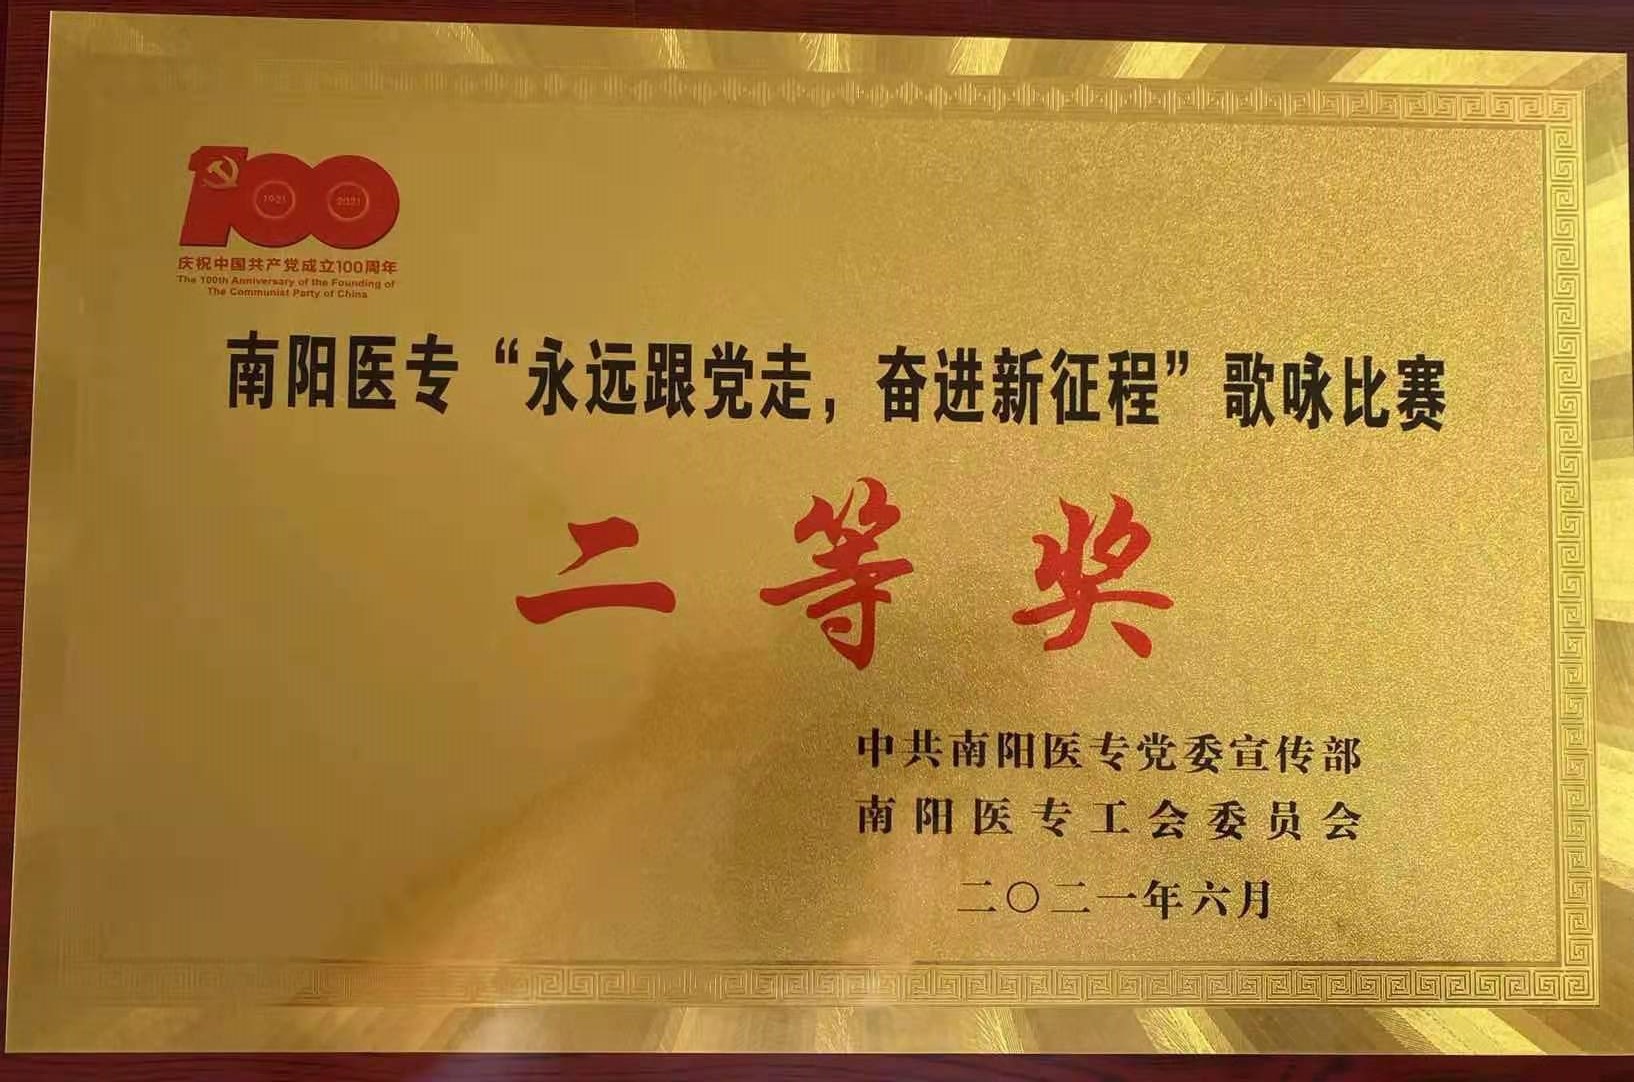 1921 2021
庆祝中国共产党成立100周年
The 100th Anniversary of the Founding of
The Communist Party of China
南阳医专“永远跟党走，奋进新征程”歌咏比赛
二等奖
中共南阳医专党委宣传部
南阳医专工会委员会
二〇二一年六月